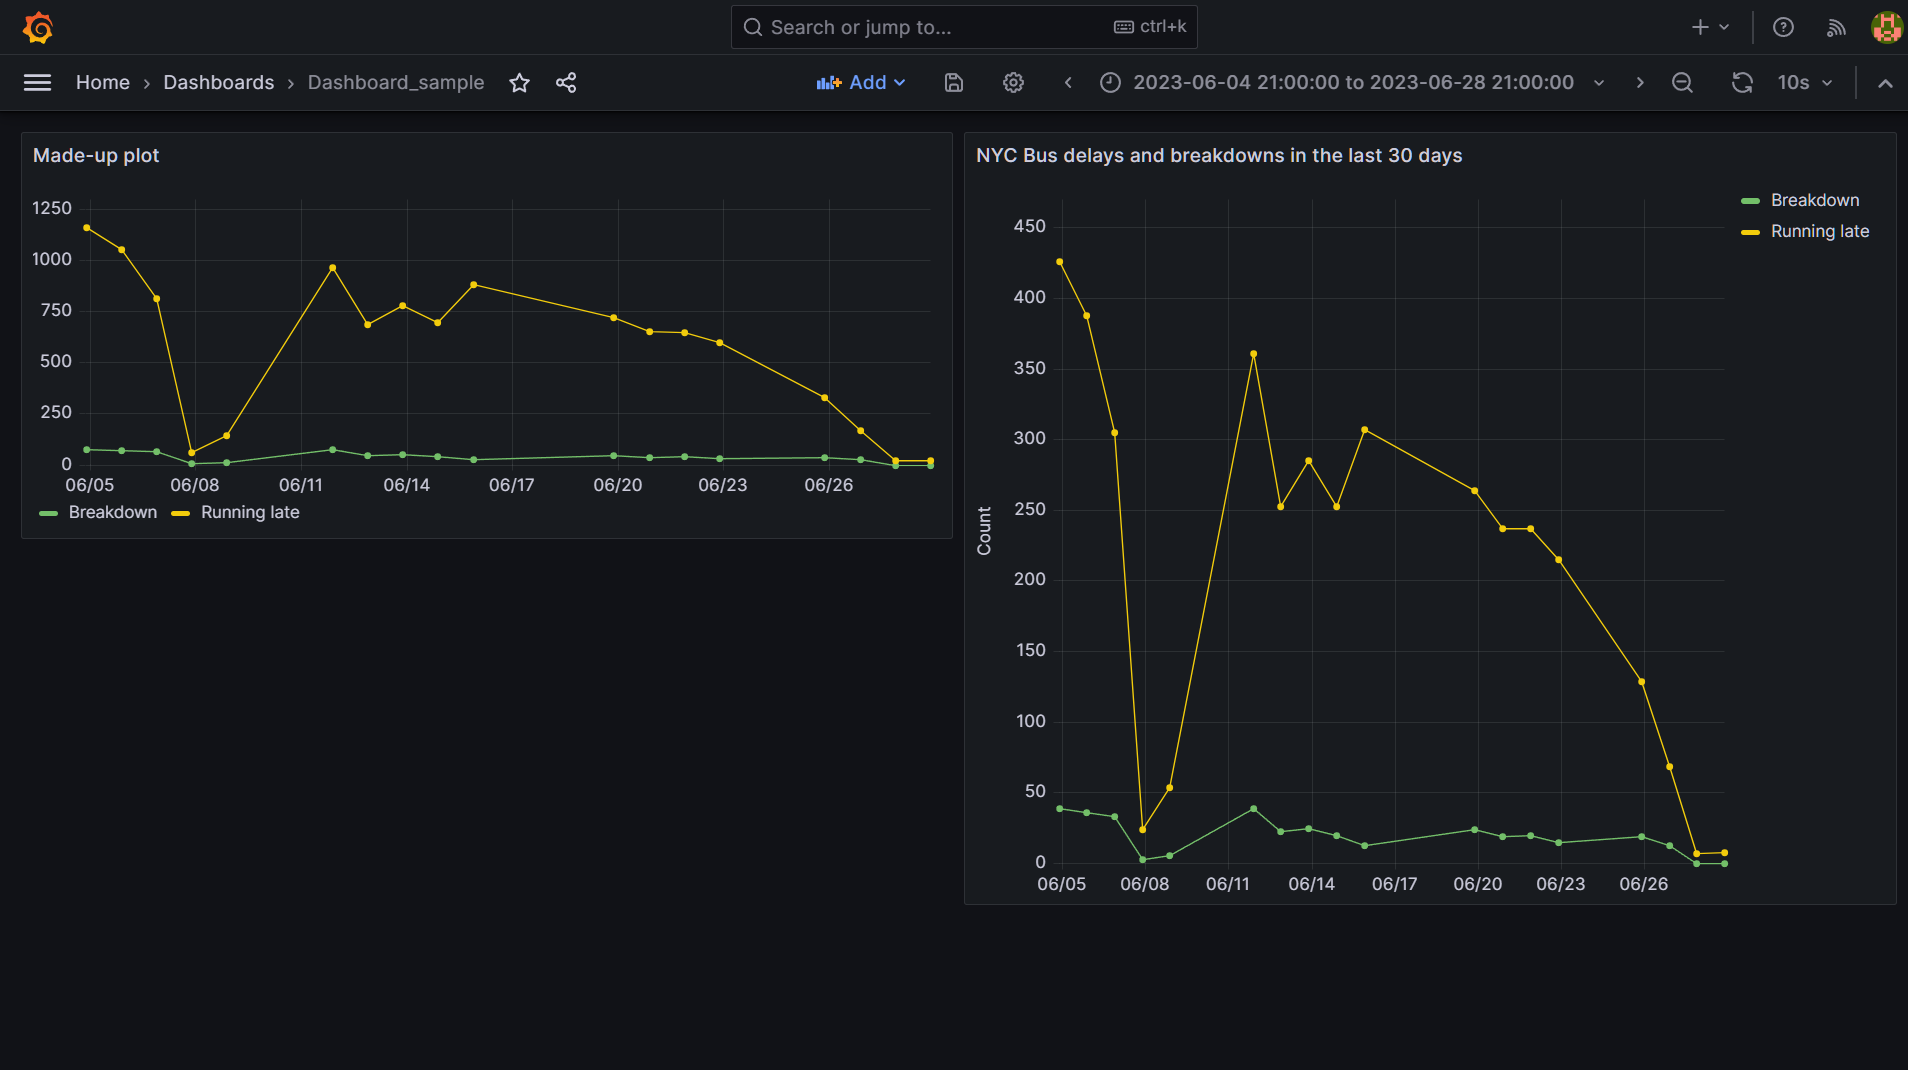 Search or jump to... ctrl+k
Home › Dashboards › Dashboard_sample Add 2023-06-04 21:00:00 to 2023-06-28 21:00:00 10s
Made-up plot
1250
1000
750
500
250
0
06/05 06/08 06/11 06/14 06/17 06/20 06/23 06/26
Breakdown Running late
NYC Bus delays and breakdowns in the last 30 days
Breakdown
Running late
Count
450
400
350
300
250
200
150
100
50
0
06/05 06/08 06/11 06/14 06/17 06/20 06/23 06/26